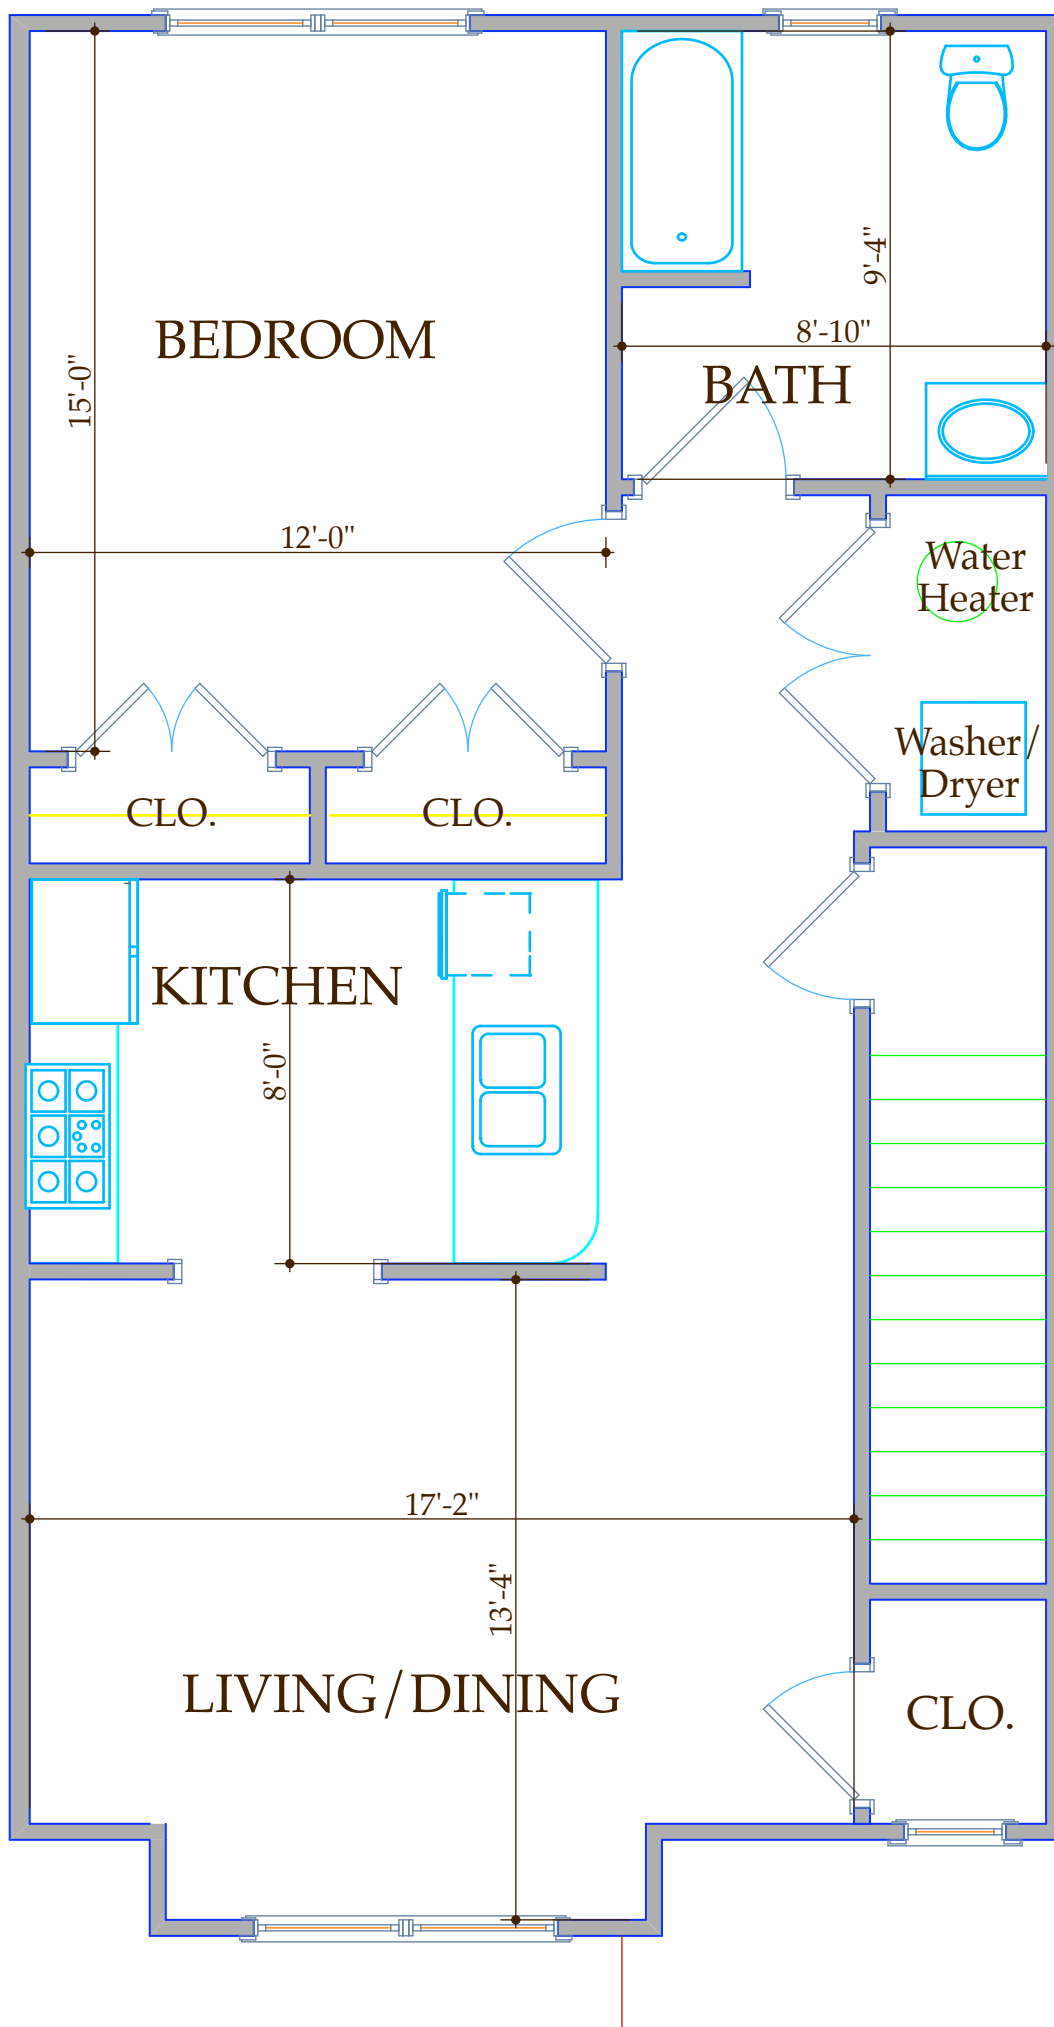 9'-4"
BEDROOM
8'-10"
15'-0"
BATH
12'-0"
Water
Heater
Washer/
Dryer
CLO.
CLO.
KITCHEN
8'-0"
17'-2"
13'-4"
LIVING/DINING
CLO.